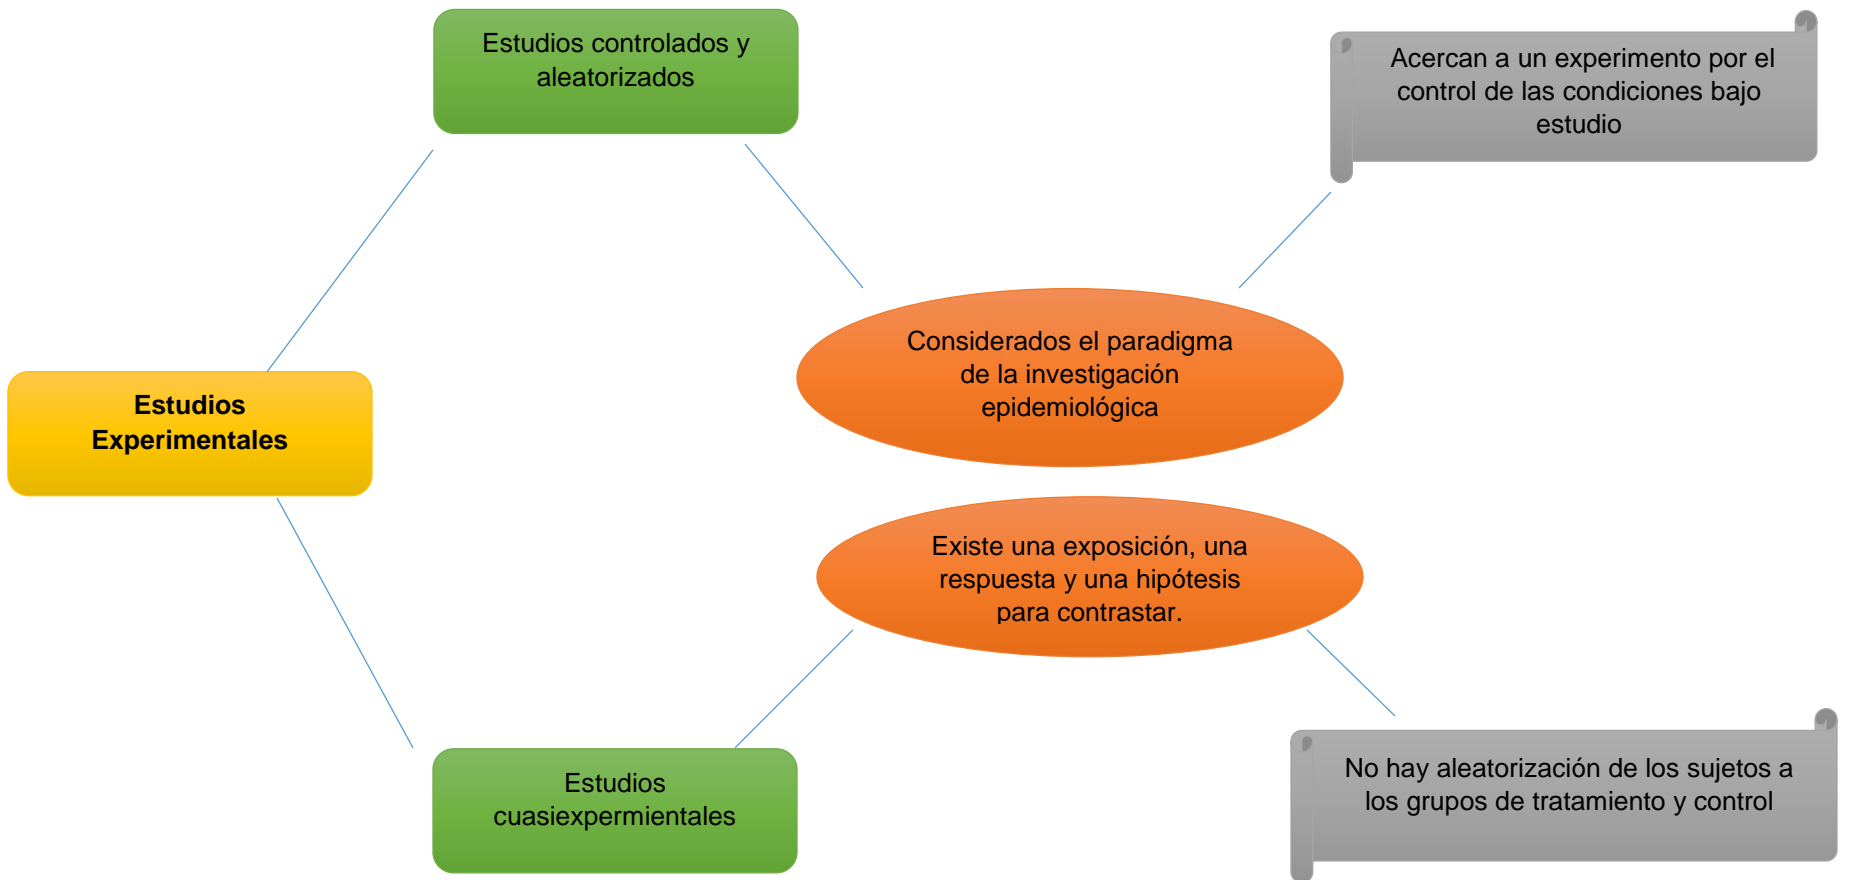 Estudios controlados y
aleatorizados
Acercan a un experimento por el
control de las condiciones bajo
estudio
Considerados el paradigma
de la investigación
epidemiológica
Estudios
Experimentales
Existe una exposición, una
respuesta y una hipótesis
para contrastar.
Estudios
cuasiexpermientales
No hay aleatorización de los sujetos a
los grupos de tratamiento y control